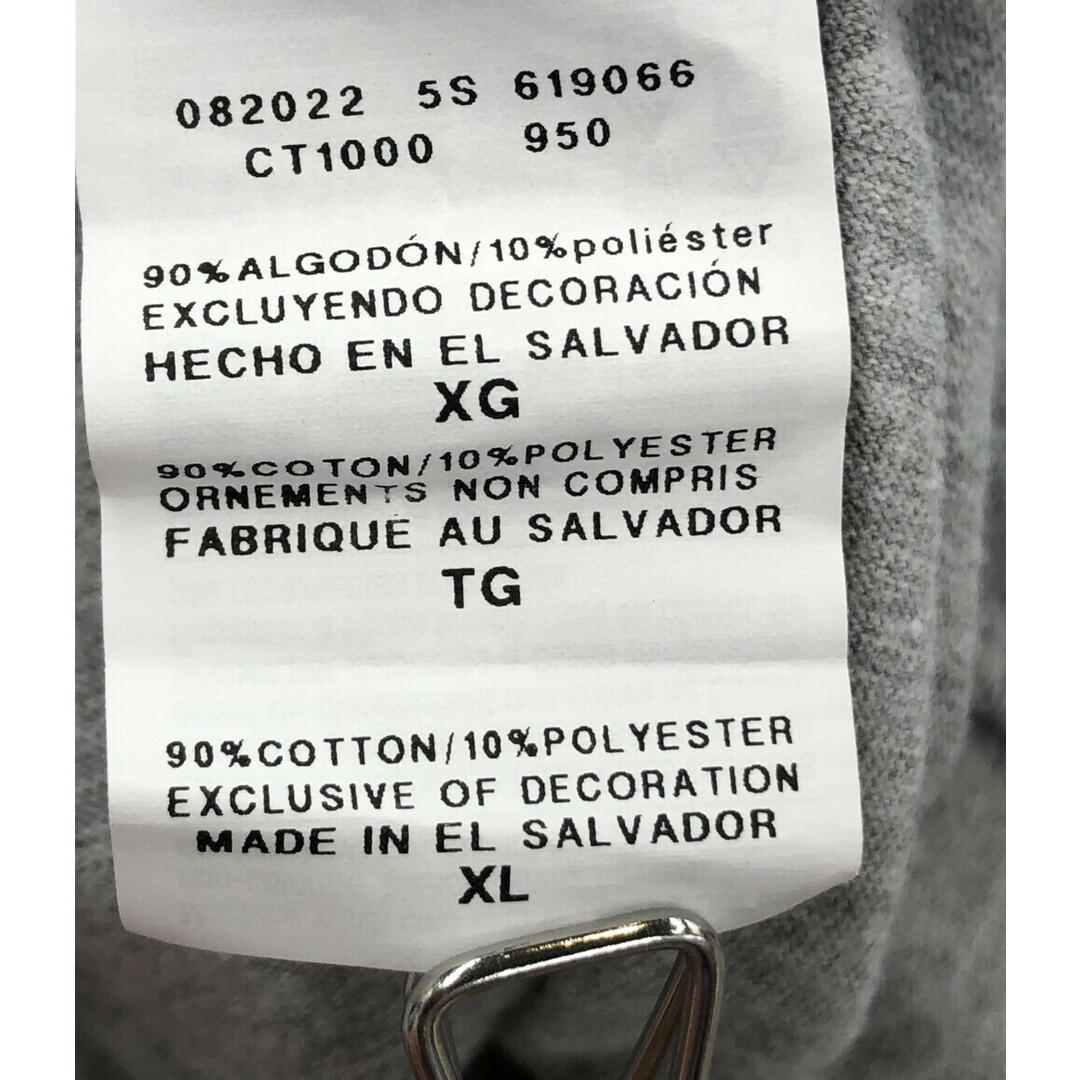 082022 5S 619066
CT1000 950
90%ALGODÓN/10%poliéster
EXCLUYENDO DECORACIÓN
HECHO EN EL SALVADOR
XG
90%COTON/10%POLYESTER
ORNEMENTS NON COMPRIS
FABRIQUÉ AU SALVADOR
TG
90%COTTON/10%POLYESTER
EXCLUSIVE OF DECORATION
MADE IN EL SALVADOR
XL